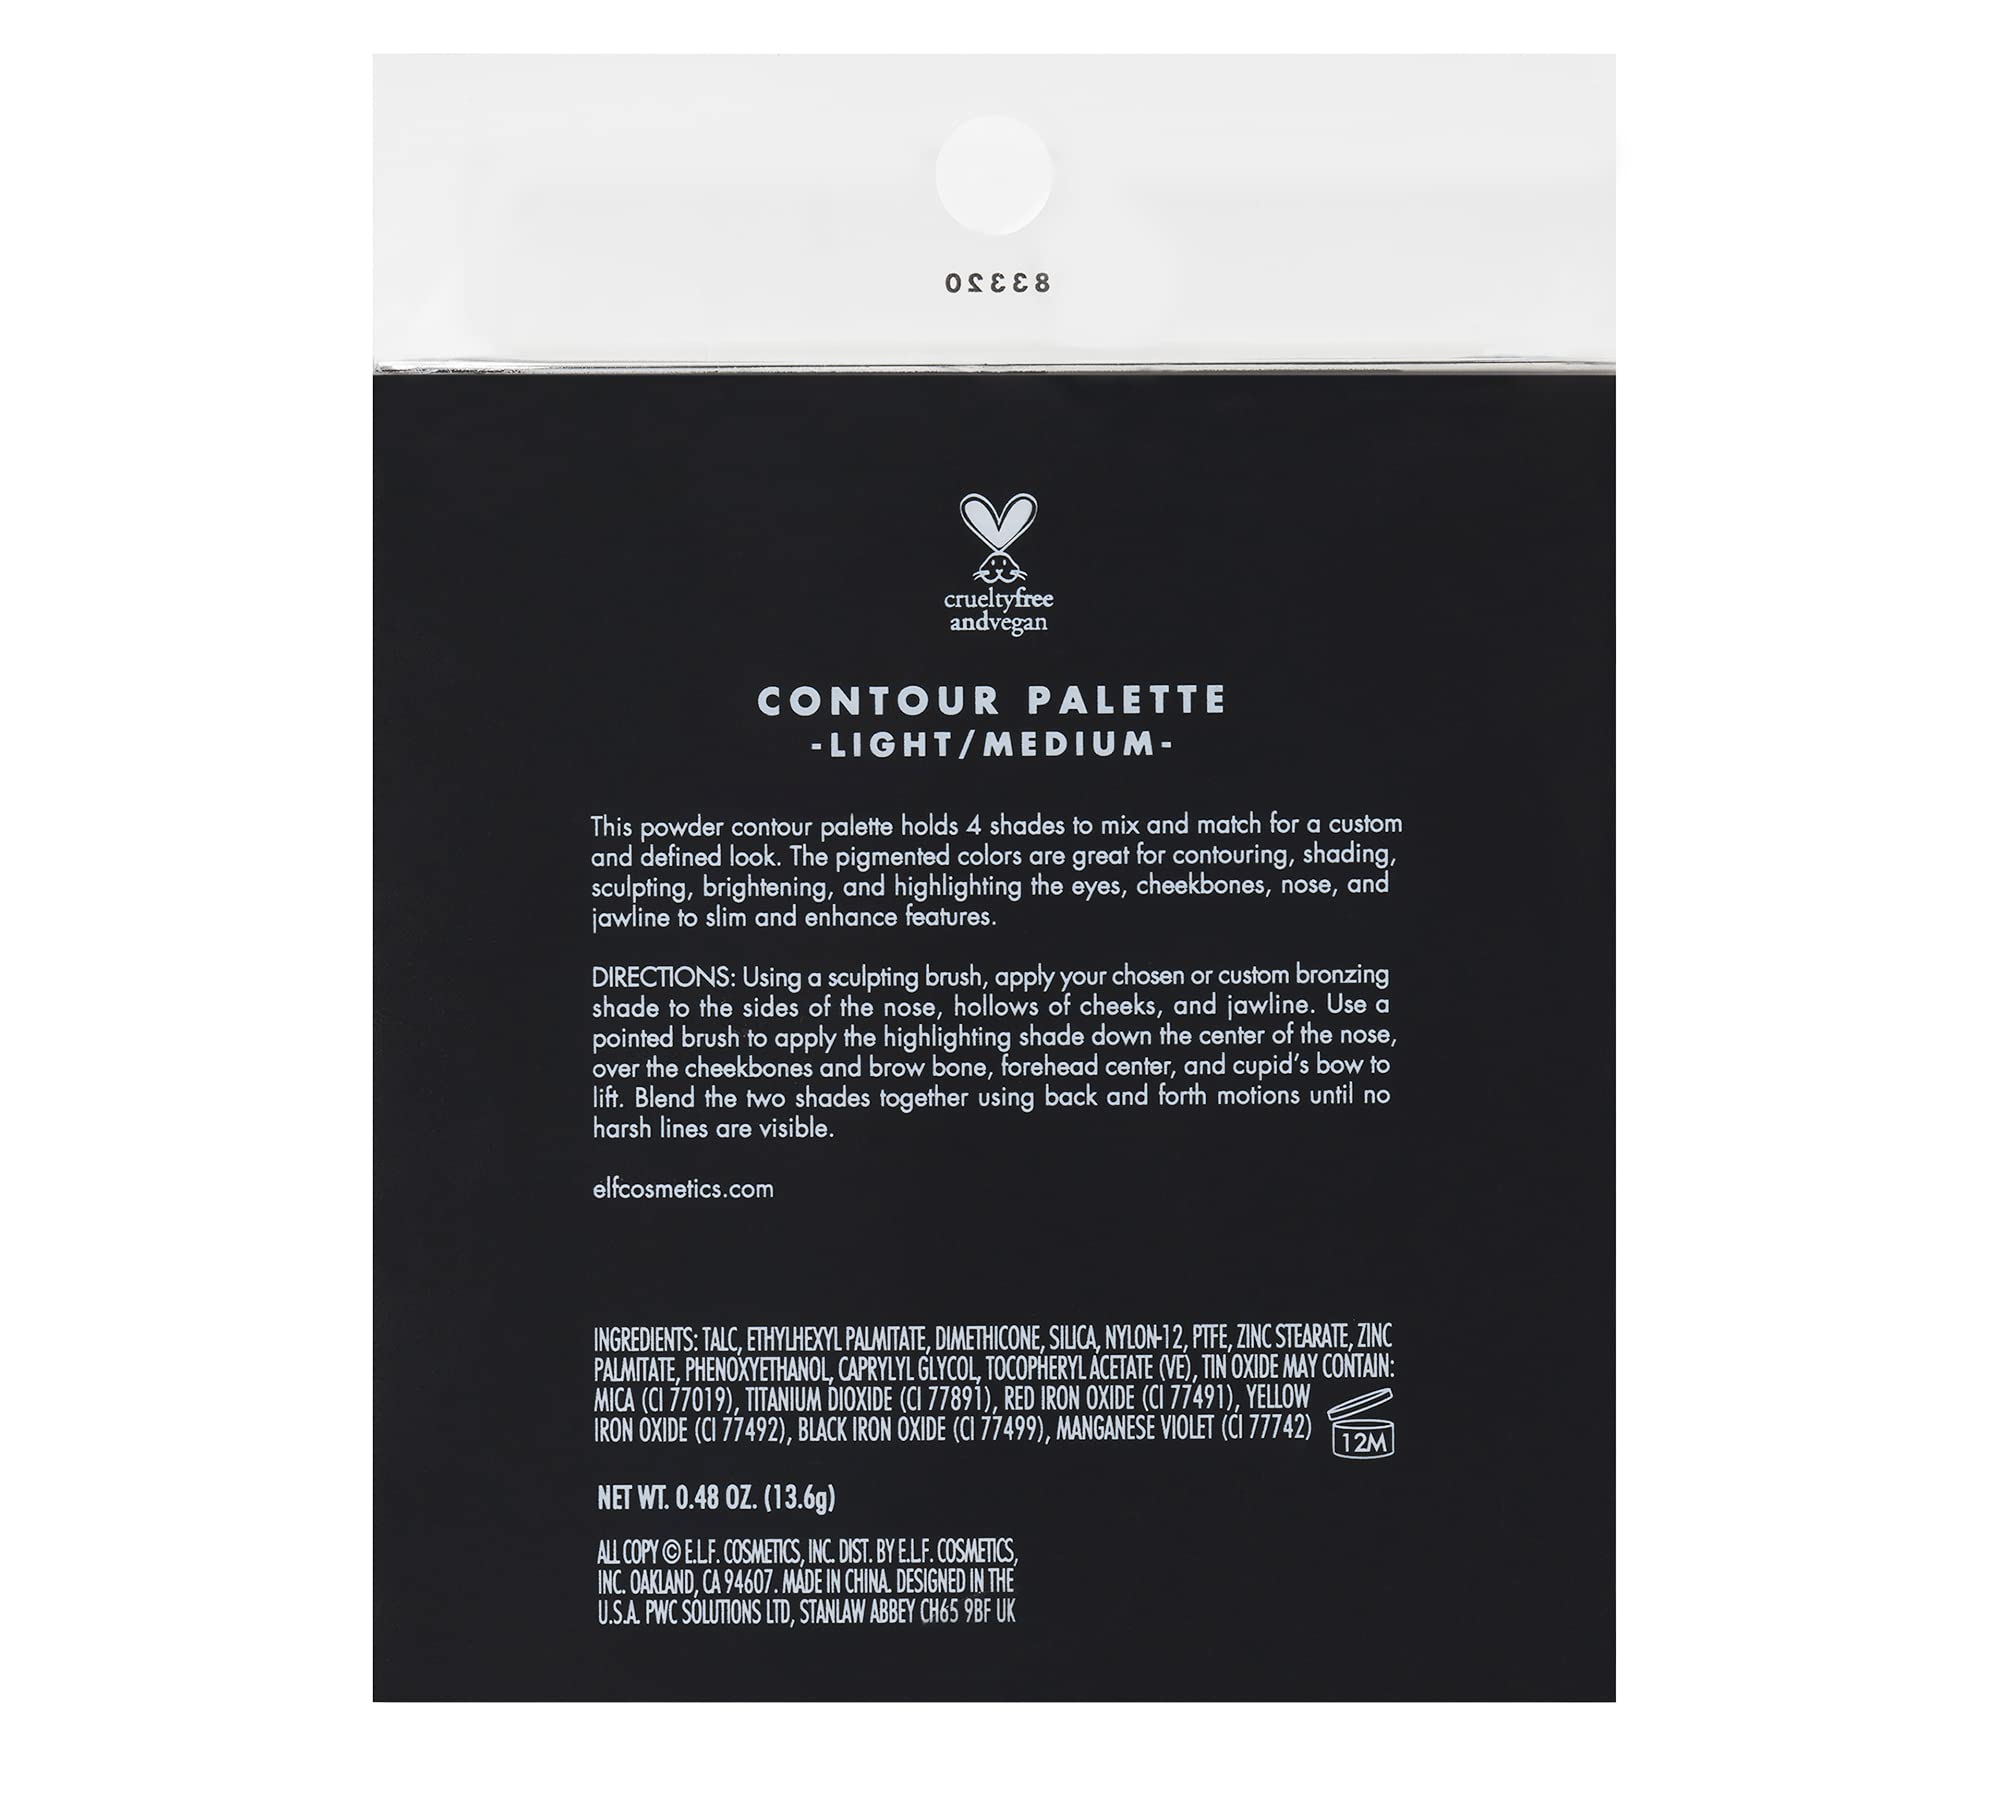 83320
crueltyfree
andvegan
CONTOUR PALETTE
-LIGHT/MEDIUM-
This powder contour palette holds 4 shades to mix and match for a custom
and defined look. The pigmented colors are great for contouring, shading,
sculpting, brightening, and highlighting the eyes, cheekbones, nose, and
jawline to slim and enhance features.
DIRECTIONS: Using a sculpting brush, apply your chosen or custom bronzing
shade to the sides of the nose, hollows of cheeks, and jawline. Use a
pointed brush to apply the highlighting shade down the center of the nose,
over the cheekbones and brow bone, forehead center, and cupid's bow to
lift. Blend the two shades together using back and forth motions until no
harsh lines are visible.
elfcosmetics.com
INGREDIENTS: TALC, ETHYLHEXYL PALMITATE, DIMETHICONE, SILICA, NYLON-12, PTFE, ZINC STEARATE, ZINC
PALMITATE, PHENOXYETHANOL, CAPRYLYL GLYCOL, TOCOPHERYL ACETATE (VE), TIN OXIDE MAY CONTAIN:
MICA (CI 77019), TITANIUM DIOXIDE (CI 77891), RED IRON OXIDE (CI 77491), YELLOW
IRON OXIDE (CI 77492), BLACK IRON OXIDE (CI 77499), MANGANESE VIOLET (CI 77742)
12M
NET WT. 0.48 OZ. (13.6g)
ALL COPY © E.L.F. COSMETICS, INC. DIST. BY E.L.F. COSMETICS,
INC. OAKLAND, CA 94607. MADE IN CHINA. DESIGNED IN THE
U.S.A. PWC SOLUTIONS LTD, STANLAW ABBEY CH65 9BF UK